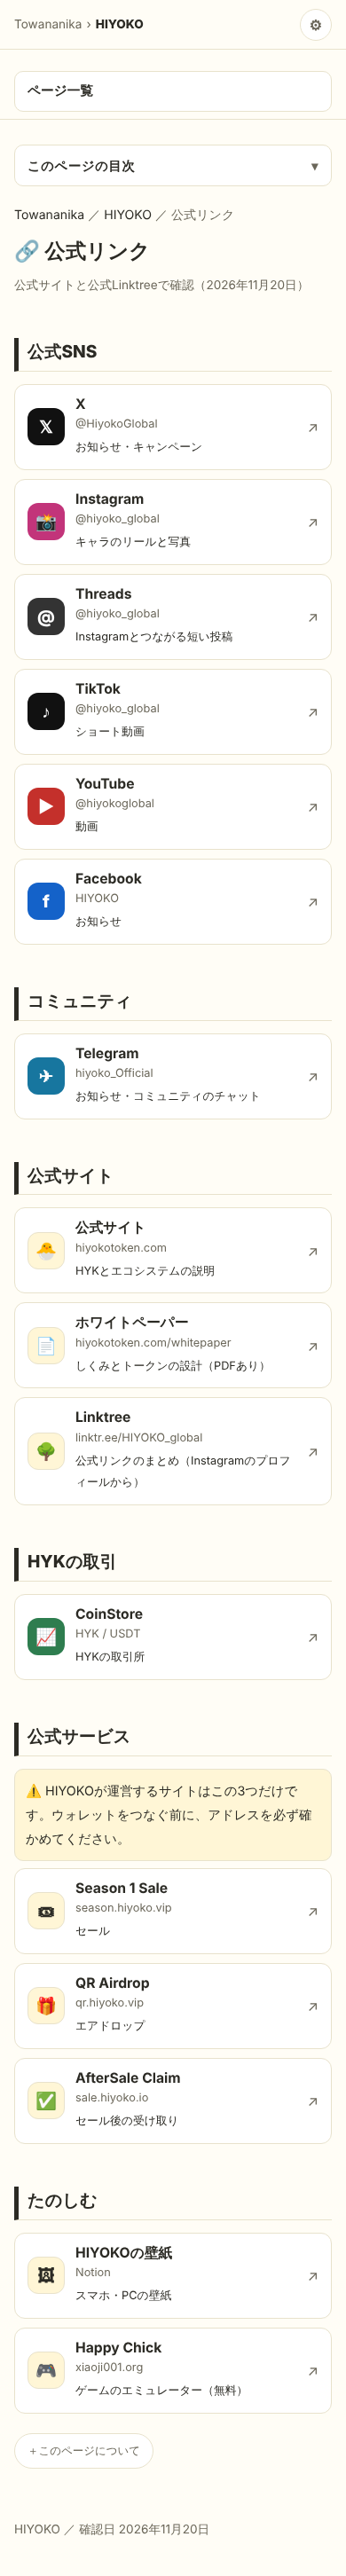 Towananika › HIYOKO
⚙
ページ一覧
このページの目次 ▾
Towananika ／ HIYOKO ／ 公式リンク
🔗 公式リンク
公式サイトと公式Linktreeで確認（2026年11月20日）
公式SNS
𝕏
X
@HiyokoGlobal
お知らせ・キャンペーン
↗
📸
Instagram
@hiyoko_global
キャラのリールと写真
↗
@
Threads
@hiyoko_global
Instagramとつながる短い投稿
↗
♪
TikTok
@hiyoko_global
ショート動画
↗
▶
YouTube
@hiyokoglobal
動画
↗
f
Facebook
HIYOKO
お知らせ
↗
コミュニティ
✈
Telegram
hiyoko_Official
お知らせ・コミュニティのチャット
↗
公式サイト
🐣
公式サイト
hiyokotoken.com
HYKとエコシステムの説明
↗
📄
ホワイトペーパー
hiyokotoken.com/whitepaper
しくみとトークンの設計（PDFあり）
↗
🌳
Linktree
linktr.ee/HIYOKO_global
公式リンクのまとめ（Instagramのプロフ
ィールから）
↗
HYKの取引
📈
CoinStore
HYK / USDT
HYKの取引所
↗
公式サービス
⚠️ HIYOKOが運営するサイトはこの3つだけで
す。ウォレットをつなぐ前に、アドレスを必ず確
かめてください。
🎟
Season 1 Sale
season.hiyoko.vip
セール
↗
🎁
QR Airdrop
qr.hiyoko.vip
エアドロップ
↗
✅
AfterSale Claim
sale.hiyoko.io
セール後の受け取り
↗
たのしむ
🖼
HIYOKOの壁紙
Notion
スマホ・PCの壁紙
↗
🎮
Happy Chick
xiaoji001.org
ゲームのエミュレーター（無料）
↗
＋このページについて
HIYOKO ／ 確認日 2026年11月20日